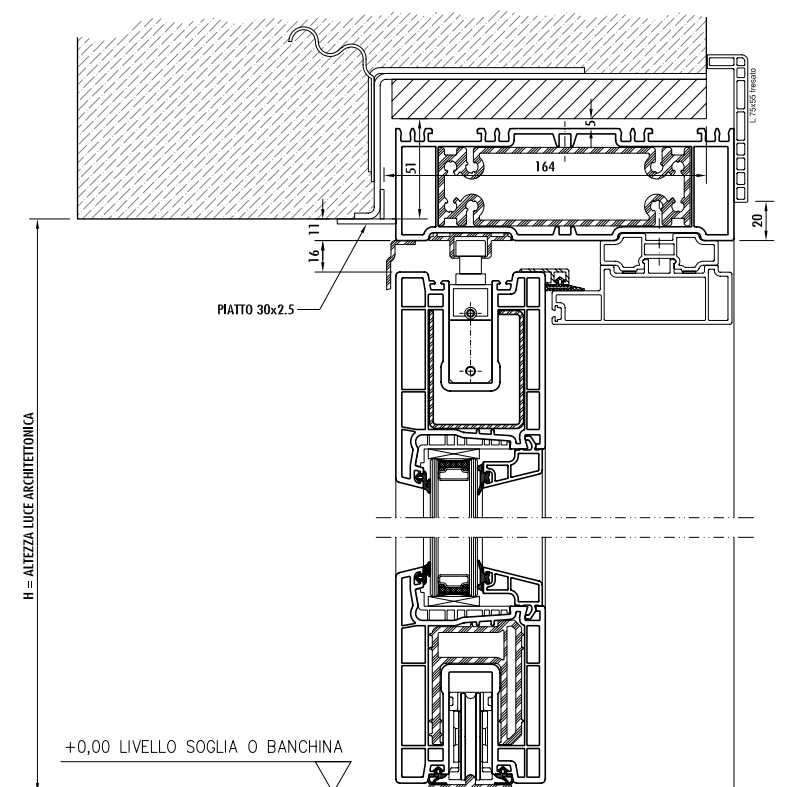 L 75x55 fresato
5
164
51
20
11
16
PIATTO 30x2.5
H = ALTEZZA LUCE ARCHITETTONICA
+0,00 LIVELLO SOGLIA O BANCHINA